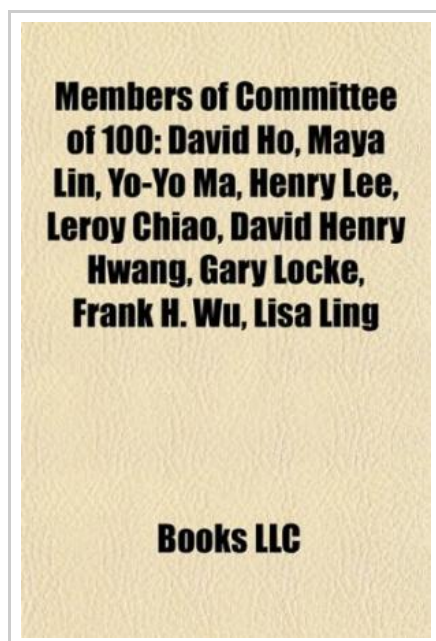 Members of Committee
of 100: David Ho, Maya
Lin, Yo-Yo Ma, Henry Lee,
Leroy Chiao, David Henry
Hwang, Gary Locke,
Frank H. Wu, Lisa Ling
Books LLC